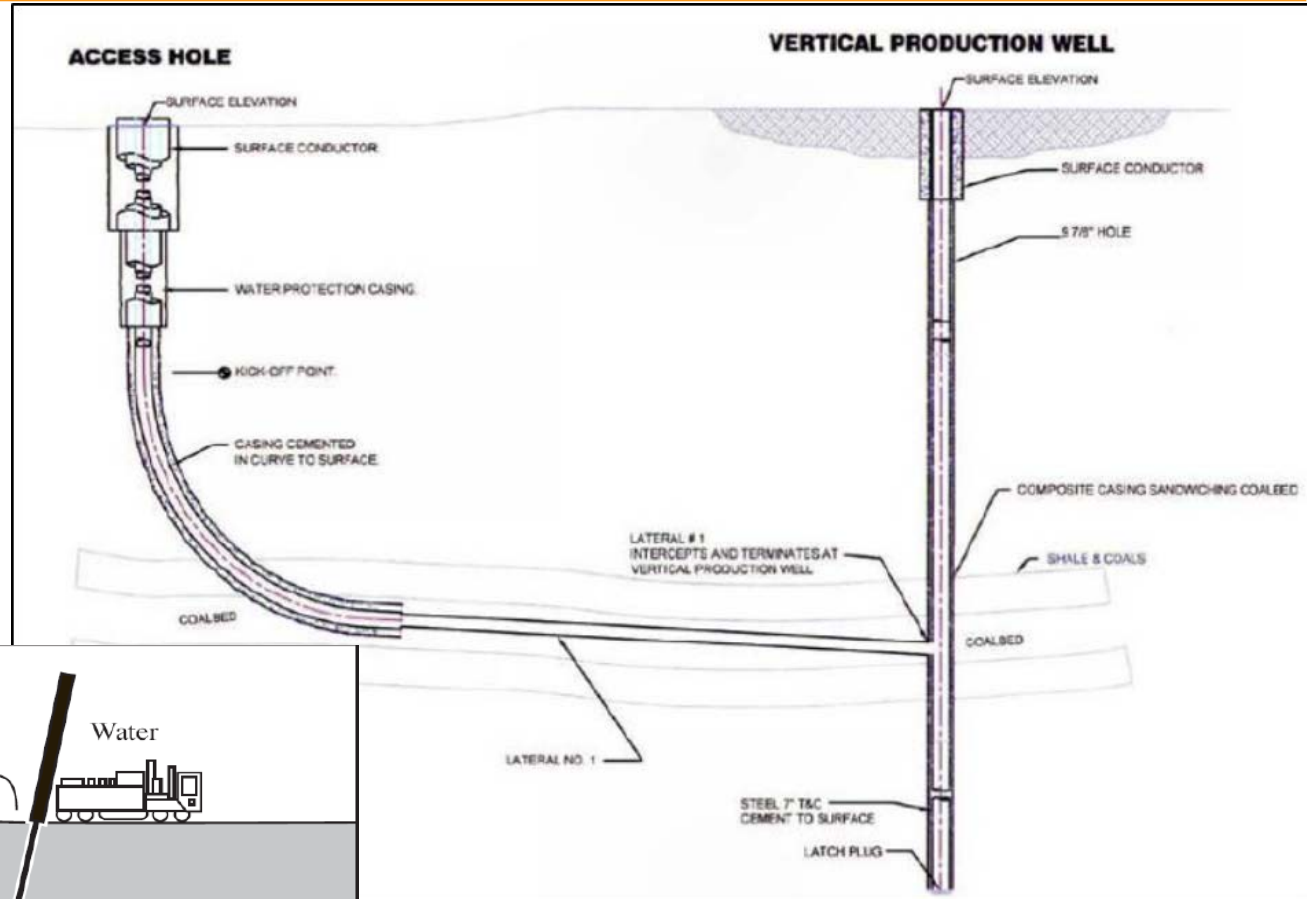 ACCESS HOLE
VERTICAL PRODUCTION WELL
SURFACE ELEVATION
SURFACE CONDUCTOR
WATER PROTECTION CASING
KICK-OFF POINT
CASING CEMENTED
IN CURVE TO SURFACE
COALBED
SURFACE ELEVATION
SURFACE CONDUCTOR
9 7/8" HOLE
COMPOSITE CASING SANDWICHING COALBED
LATERAL # 1
INTERCEPTS AND TERMINATES AT
VERTICAL PRODUCTION WELL
SHALE & COALS
COALBED
LATERAL NO. 1
STEEL 7" T&C
CEMENT TO SURFACE
LATCH PLUG
Water